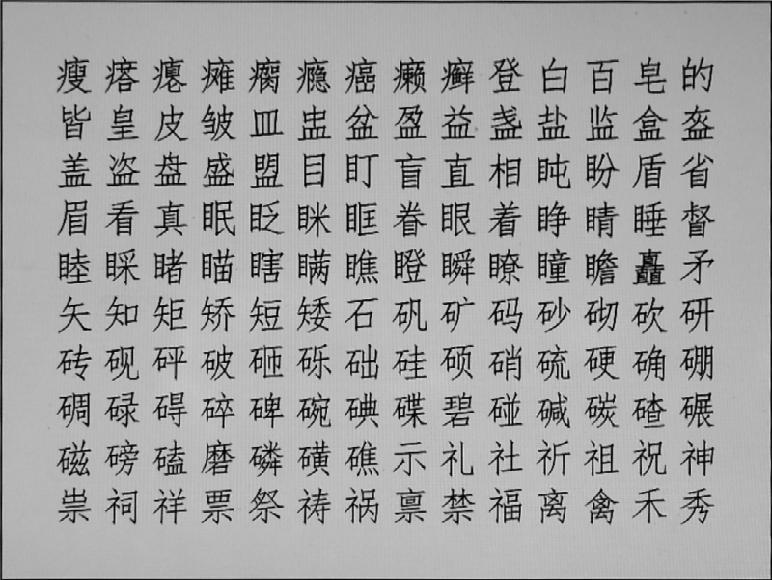 瘦瘩瘪瘫瘸瘾癌癞癣登白百皂的
皆皇皮皱皿盅盆盈益盏盐监盒盔
盖盗盘盛盟目盯盲直相盹盼盾省
眉看真眠眨眯眶眷眼着睁睛睡督
睦睬睹瞄瞎瞒瞧瞪瞬瞭瞳瞻矗矛
矢知矩矫短矮石矾矿码砂砌砍研
砖砚砰破砸砾础硅硕硝硫硬确硼
碉碌碍碎碑碗碘碟碧碰碱碳碴碾
磁磅磕磨磷磺礁示礼社祈祖祝神
祟祠祥票祭祷祸禀禁福离禽禾秀